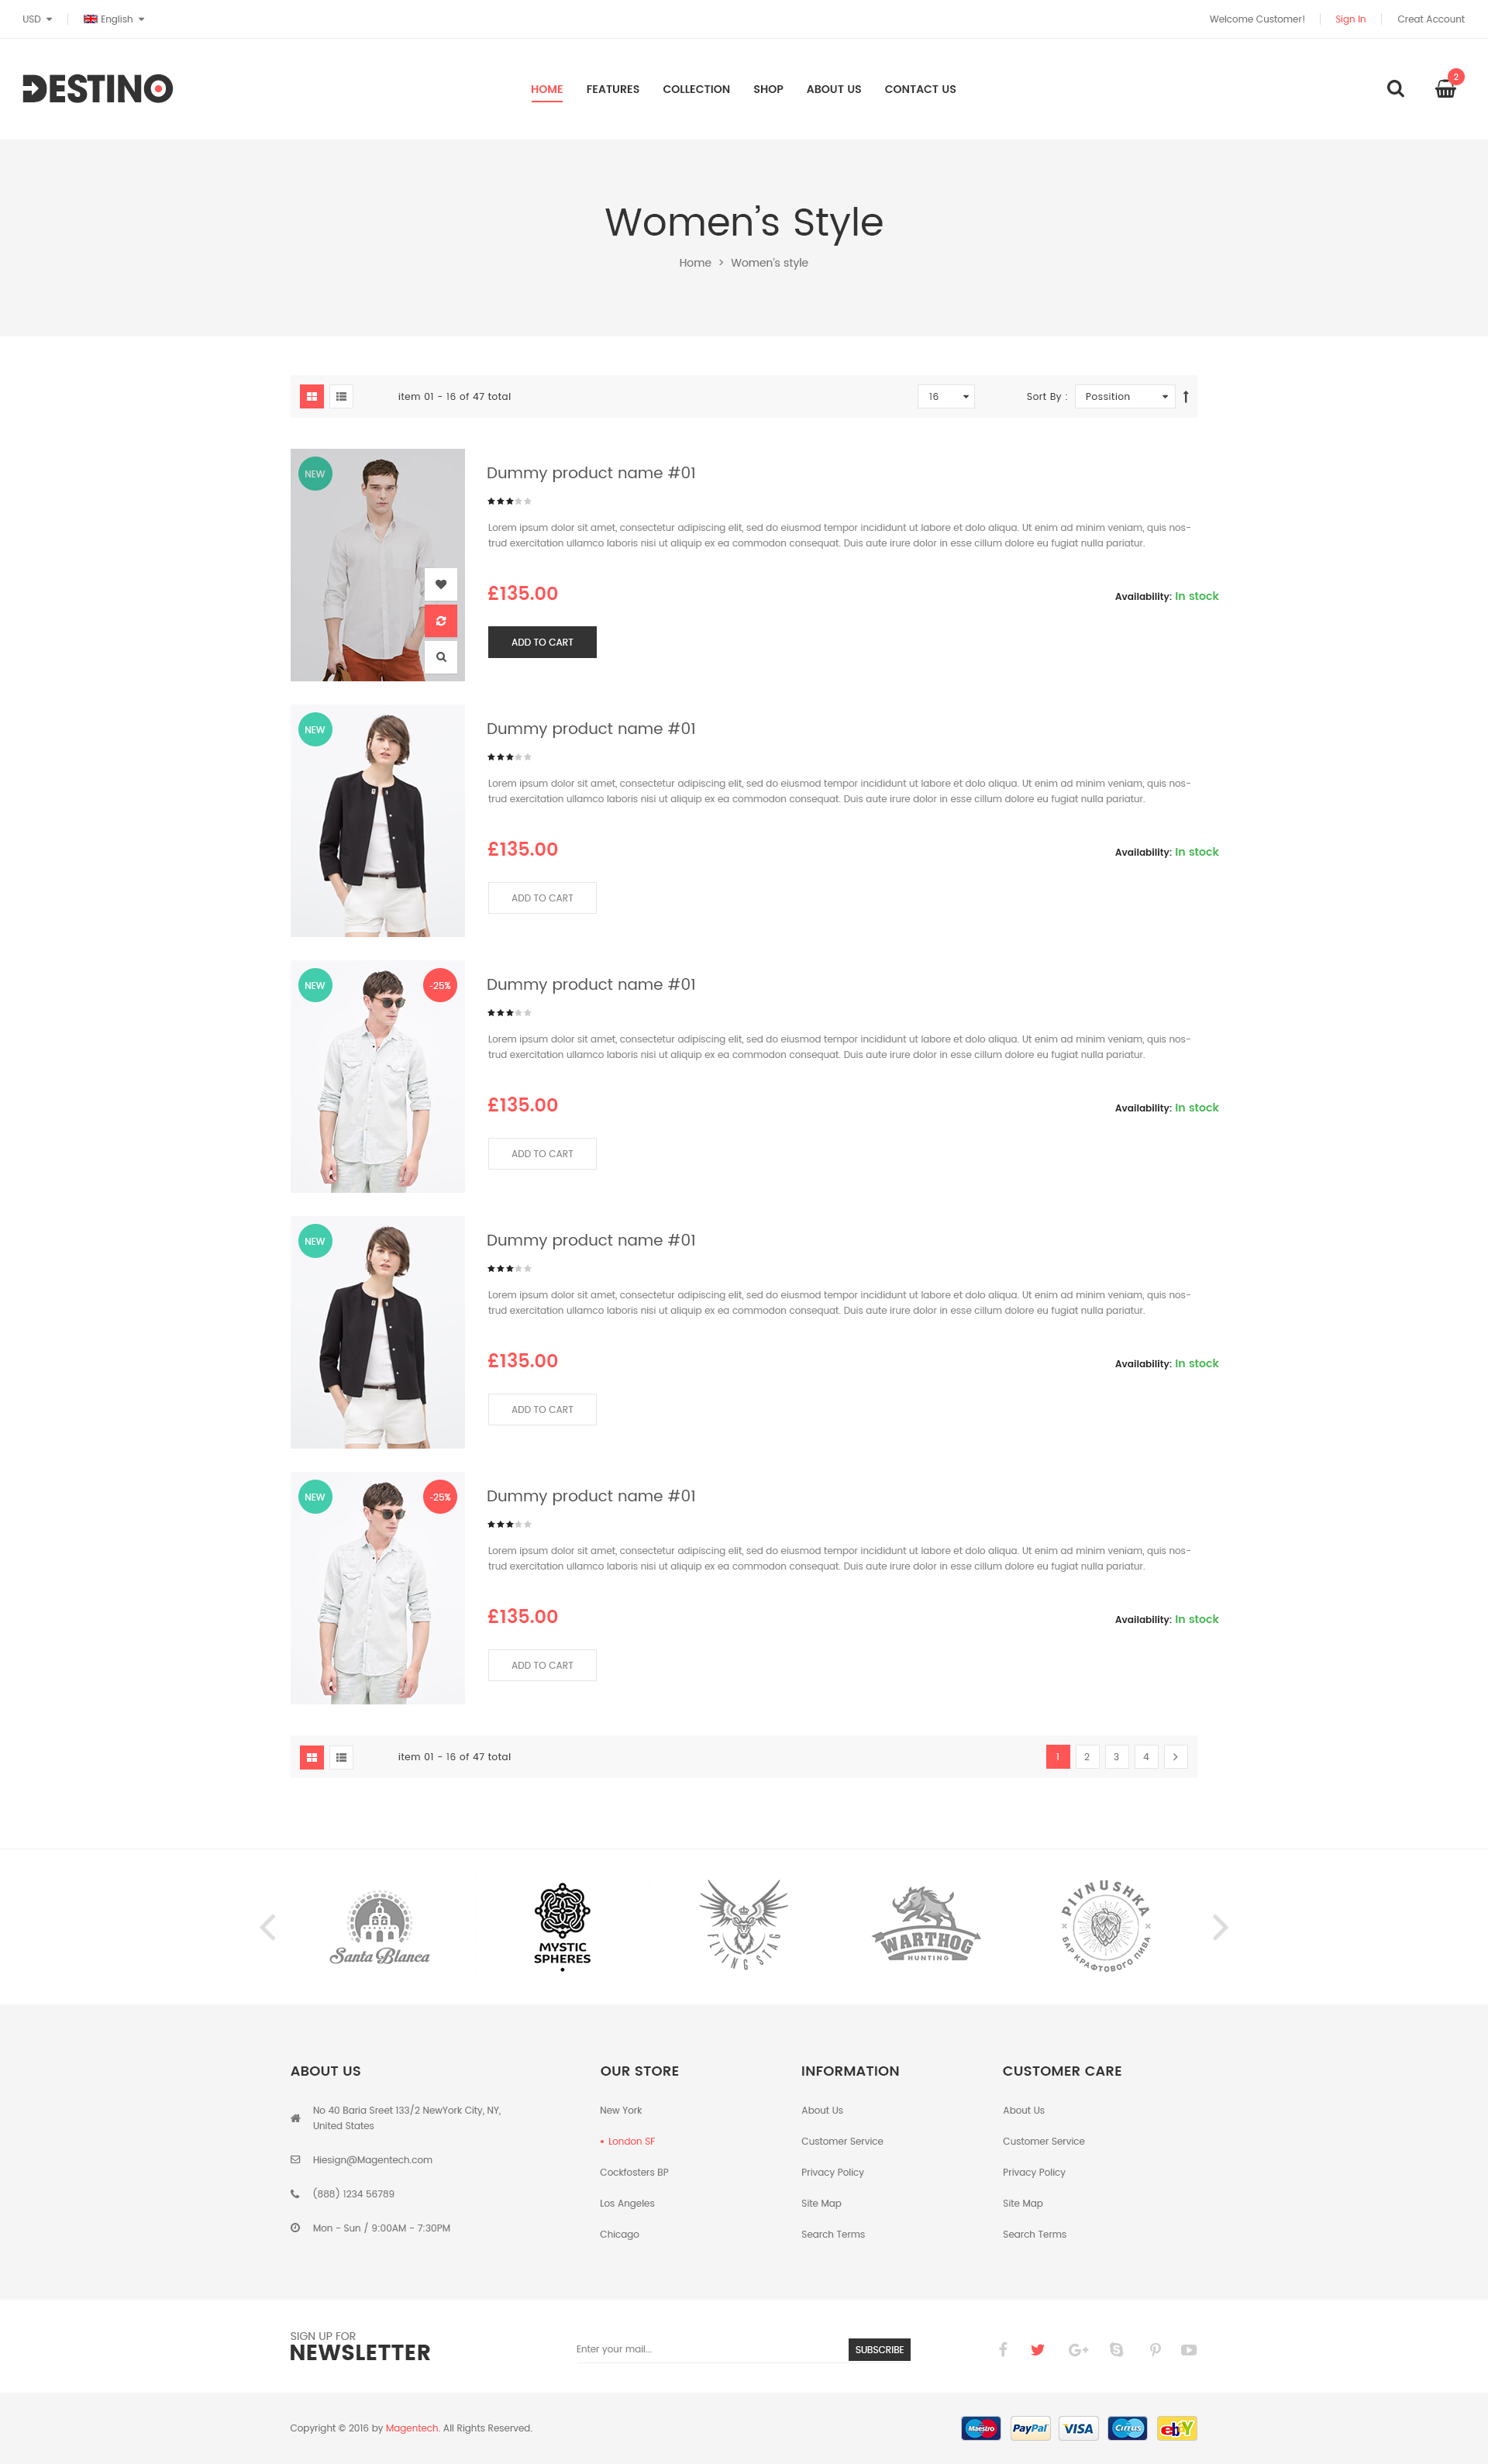 USD English Welcome Customer! Sign In Creat Account
DESTINO HOME FEATURES COLLECTION SHOP ABOUT US CONTACT US 2
Women's Style
Home > Women's style
item 01 - 16 of 47 total 16 Sort By : Possition
NEW
Dummy product name #01
Lorem ipsum dolor sit amet, consectetur adipiscing elit, sed do eiusmod tempor incididunt ut labore et dolo aliqua. Ut enim ad minim veniam, quis nos-
trud exercitation ullamco laboris nisi ut aliquip ex ea commodon consequat. Duis aute irure dolor in esse cillum dolore eu fugiat nulla pariatur.
£135.00 Availability: In stock
ADD TO CART
NEW
Dummy product name #01
Lorem ipsum dolor sit amet, consectetur adipiscing elit, sed do eiusmod tempor incididunt ut labore et dolo aliqua. Ut enim ad minim veniam, quis nos-
trud exercitation ullamco laboris nisi ut aliquip ex ea commodon consequat. Duis aute irure dolor in esse cillum dolore eu fugiat nulla pariatur.
£135.00 Availability: In stock
ADD TO CART
NEW -25%
Dummy product name #01
Lorem ipsum dolor sit amet, consectetur adipiscing elit, sed do eiusmod tempor incididunt ut labore et dolo aliqua. Ut enim ad minim veniam, quis nos-
trud exercitation ullamco laboris nisi ut aliquip ex ea commodon consequat. Duis aute irure dolor in esse cillum dolore eu fugiat nulla pariatur.
£135.00 Availability: In stock
ADD TO CART
NEW
Dummy product name #01
Lorem ipsum dolor sit amet, consectetur adipiscing elit, sed do eiusmod tempor incididunt ut labore et dolo aliqua. Ut enim ad minim veniam, quis nos-
trud exercitation ullamco laboris nisi ut aliquip ex ea commodon consequat. Duis aute irure dolor in esse cillum dolore eu fugiat nulla pariatur.
£135.00 Availability: In stock
ADD TO CART
NEW -25%
Dummy product name #01
Lorem ipsum dolor sit amet, consectetur adipiscing elit, sed do eiusmod tempor incididunt ut labore et dolo aliqua. Ut enim ad minim veniam, quis nos-
trud exercitation ullamco laboris nisi ut aliquip ex ea commodon consequat. Duis aute irure dolor in esse cillum dolore eu fugiat nulla pariatur.
£135.00 Availability: In stock
ADD TO CART
item 01 - 16 of 47 total 1 2 3 4 >
Santa Blanca
MYSTIC
SPHERES
FLYING STAG
WARTHOG
HUNTING
PIVNUSHKA
БАР КРАФТОВОГО ПИВА
ABOUT US
No 40 Baria Sreet 133/2 NewYork City, NY,
United States
Hiesign@Magentech.com
(888) 1234 56789
Mon - Sun / 9:00AM - 7:30PM
OUR STORE
New York
• London SF
Cockfosters BP
Los Angeles
Chicago
INFORMATION
About Us
Customer Service
Privacy Policy
Site Map
Search Terms
CUSTOMER CARE
About Us
Customer Service
Privacy Policy
Site Map
Search Terms
SIGN UP FOR
NEWSLETTER
Enter your mail... SUBSCRIBE
Copyright © 2016 by Magentech. All Rights Reserved.
Maestro PayPal VISA Cirrus ebY